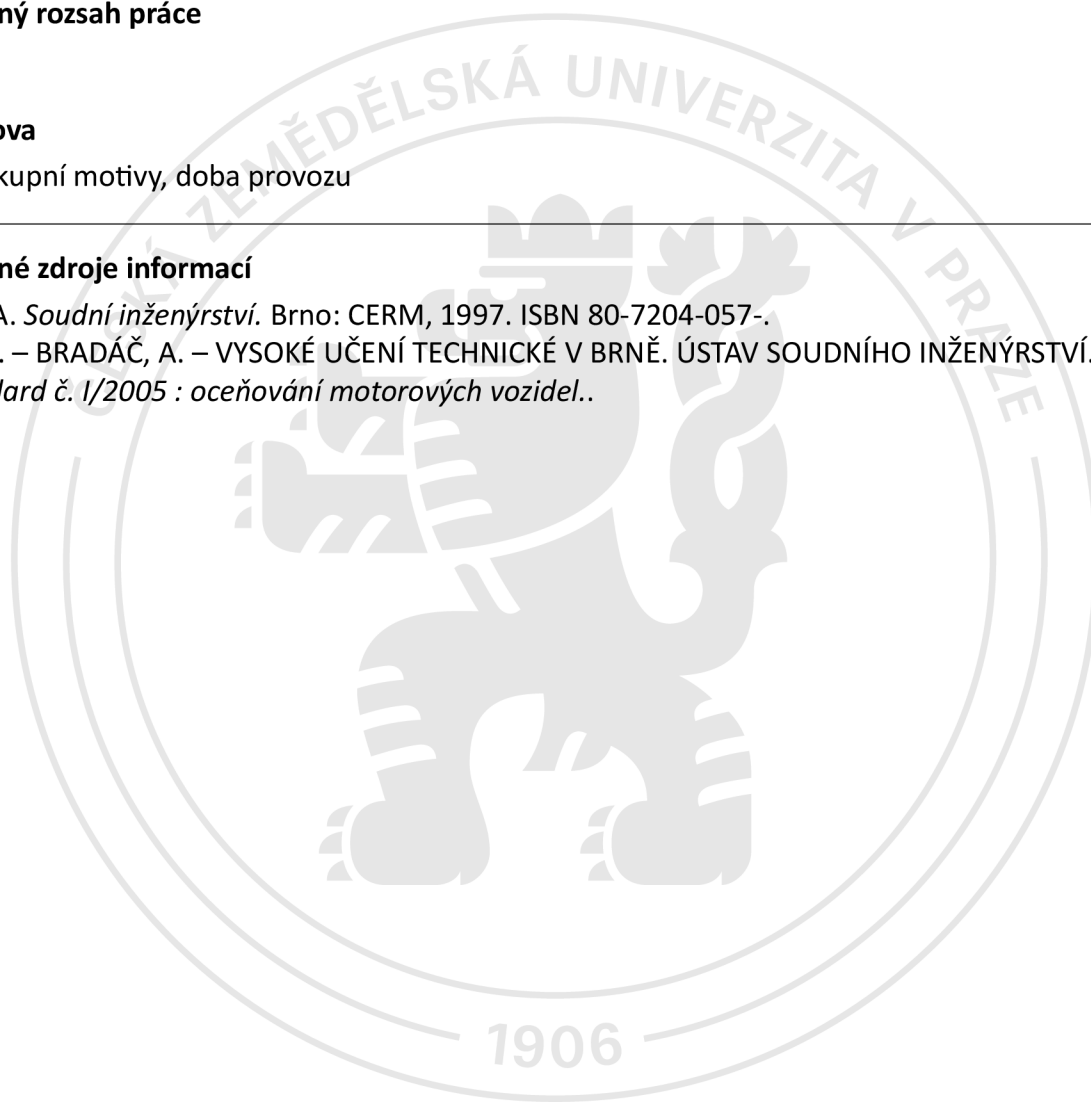 ný rozsah práce
ova
kupní motivy, doba provozu
né zdroje informací
A. Soudní inženýrství. Brno: CERM, 1997. ISBN 80-7204-057-.
. – BRADÁČ, A. – VYSOKÉ UČENÍ TECHNICKÉ V BRNĚ. ÚSTAV SOUDNÍHO INŽENÝRSTVÍ.
dard č. I/2005 : oceňování motorových vozidel..
ČESKÁ ZEMĚDĚLSKÁ UNIVERZITA V PRAZE
1906